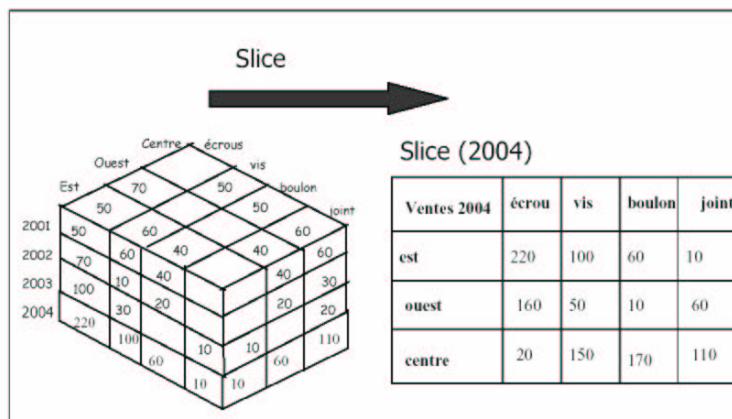 Slice
Centre écrous
Ouest vis
Est boulon
joint
70 50
50 50
60 60
40 40
2001 50 60 40 40 60
2002 70 10 20 20 30
2003 100 30 10 10 20
2004 220 100 60 10 10 60 110
Slice (2004)
Ventes 2004 écrou vis boulon joint
est 220 100 60 10
ouest 160 50 10 60
centre 20 150 170 110